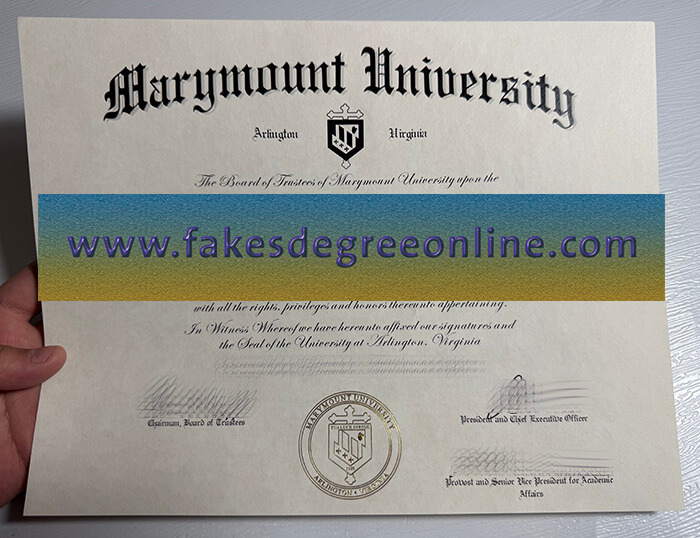 Marymount University
Arlington Virginia
The Board of Trustees of Marymount University upon the
www.fakesdegreeonline.com
with all the rights, privileges and honors thereunto appertaining.
In Witness Whereof we have hereunto affixed our signatures and
the Seal of the University at Arlington, Virginia
Chairman, Board of Trustees
President and Chief Executive Officer
MARYMOUNT UNIVERSITY
ARLINGTON • VIRGINIA
Provost and Senior Vice President for Academic
Affairs